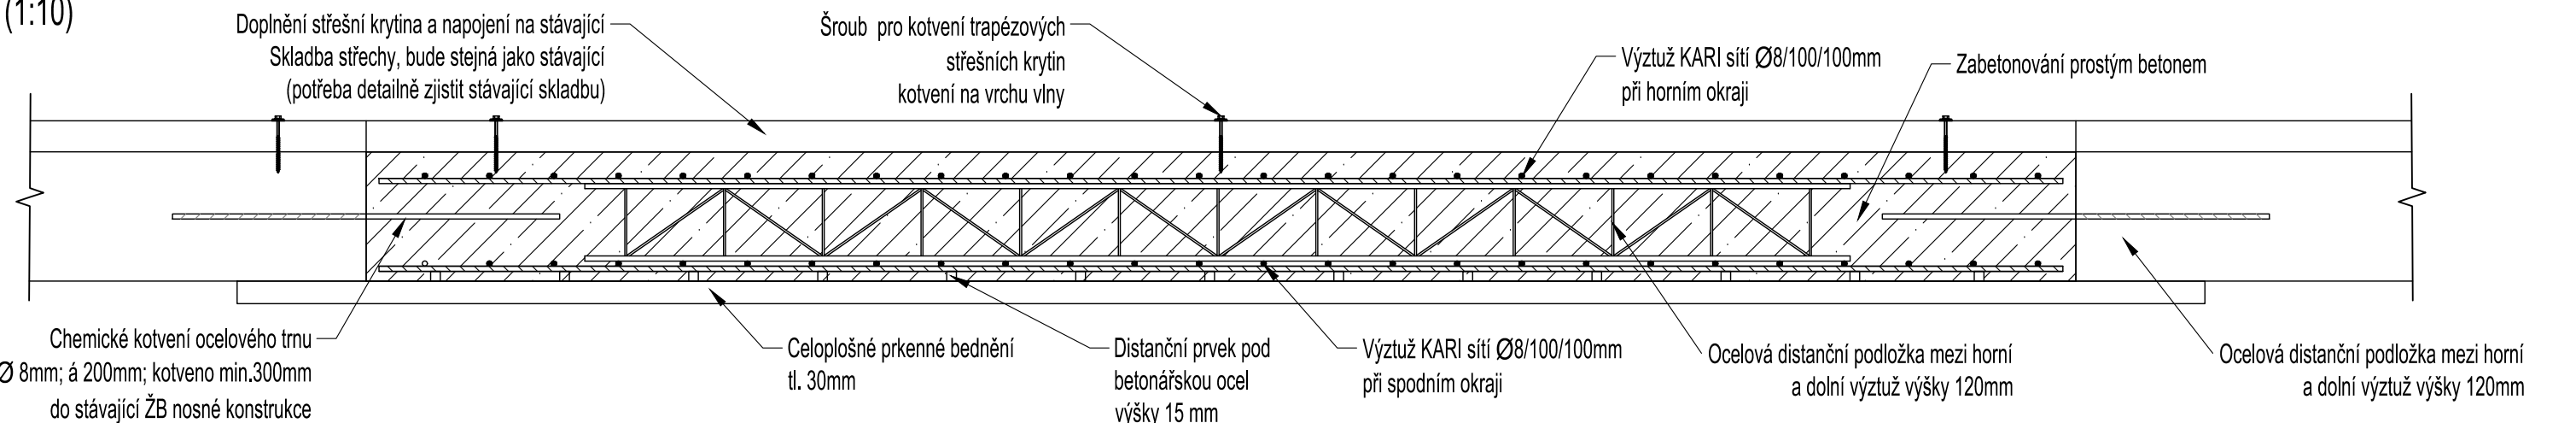 (1:10)
Doplnění střešní krytina a napojení na stávající
Skladba střechy, bude stejná jako stávající
(potřeba detailně zjistit stávající skladbu)
Šroub pro kotvení trapézových
střešních krytin
kotvení na vrchu vlny
Výztuž KARI sítí Ø8/100/100mm
při horním okraji
Zabetonování prostým betonem
Chemické kotvení ocelového trnu
Ø 8mm; á 200mm; kotveno min.300mm
do stávající ŽB nosné konstrukce
Celoplošné prkenné bednění
tl. 30mm
Distanční prvek pod
betonářskou ocel
výšky 15 mm
Výztuž KARI sítí Ø8/100/100mm
při spodním okraji
Ocelová distanční podložka mezi horní
a dolní výztuž výšky 120mm
Ocelová distanční podložka mezi horní
a dolní výztuž výšky 120mm